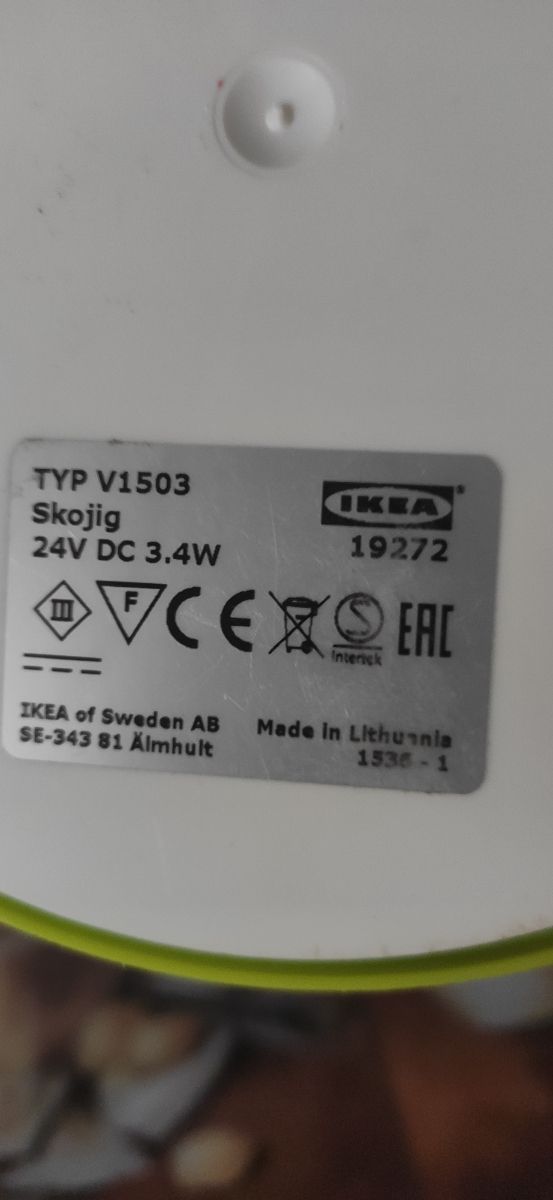 TYP V1503
Skojig
24V DC 3.4W
IKEA
19272
III
F
CE
S
Intertek
EAC
IKEA of Sweden AB
SE-343 81 Älmhult
Made in Lithuania
1536 - 1